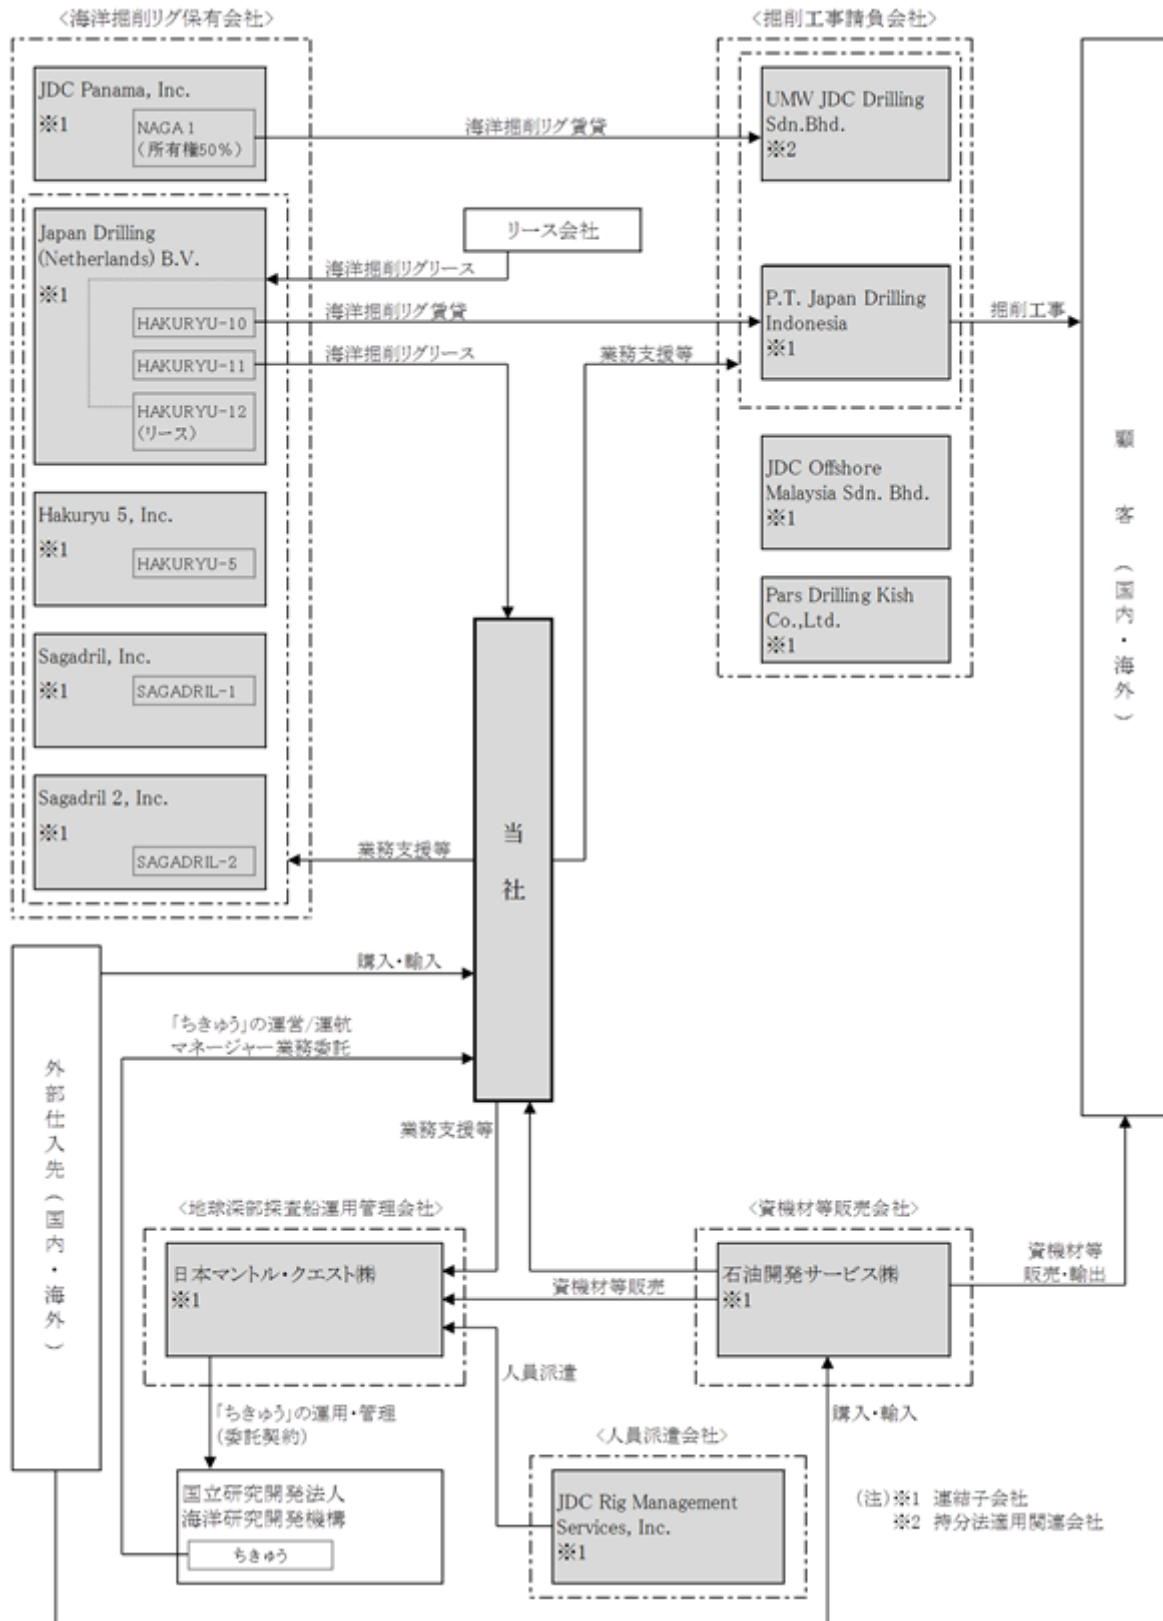 <海洋掘削リグ保有会社>
JDC Panama, Inc.
※1
NAGA 1
(所有権50%)
海洋掘削リグ賃貸
Japan Drilling
(Netherlands) B.V.
※1
HAKURYU-10
HAKURYU-11
HAKURYU-12
(リース)
リース会社
海洋掘削リグリース
海洋掘削リグ賃貸
海洋掘削リグリース
Hakuryu 5, Inc.
※1
HAKURYU-5
Sagadril, Inc.
※1
SAGADRIL-1
Sagadril 2, Inc.
※1
SAGADRIL-2
業務支援等
<掘削工事請負会社>
UMW JDC Drilling
Sdn.Bhd.
※2
P.T. Japan Drilling
Indonesia
※1
業務支援等
掘削工事
JDC Offshore
Malaysia Sdn. Bhd.
※1
Pars Drilling Kish
Co.,Ltd.
※1
顧客(国内・海外)
当社
外部仕入先(国内・海外)
購入・輸入
「ちきゅう」の運営/運航
マネージャー業務委託
業務支援等
<地球深部探査船運用管理会社>
日本マントル・クエスト㈱
※1
資機材等販売
<資機材等販売会社>
石油開発サービス㈱
※1
資機材等
販売・輸出
人員派遣
「ちきゅう」の運用・管理
(委託契約)
購入・輸入
<人員派遣会社>
JDC Rig Management
Services, Inc.
※1
国立研究開発法人
海洋研究開発機構
ちきゅう
(注)※1 連結子会社
※2 持分法適用関連会社